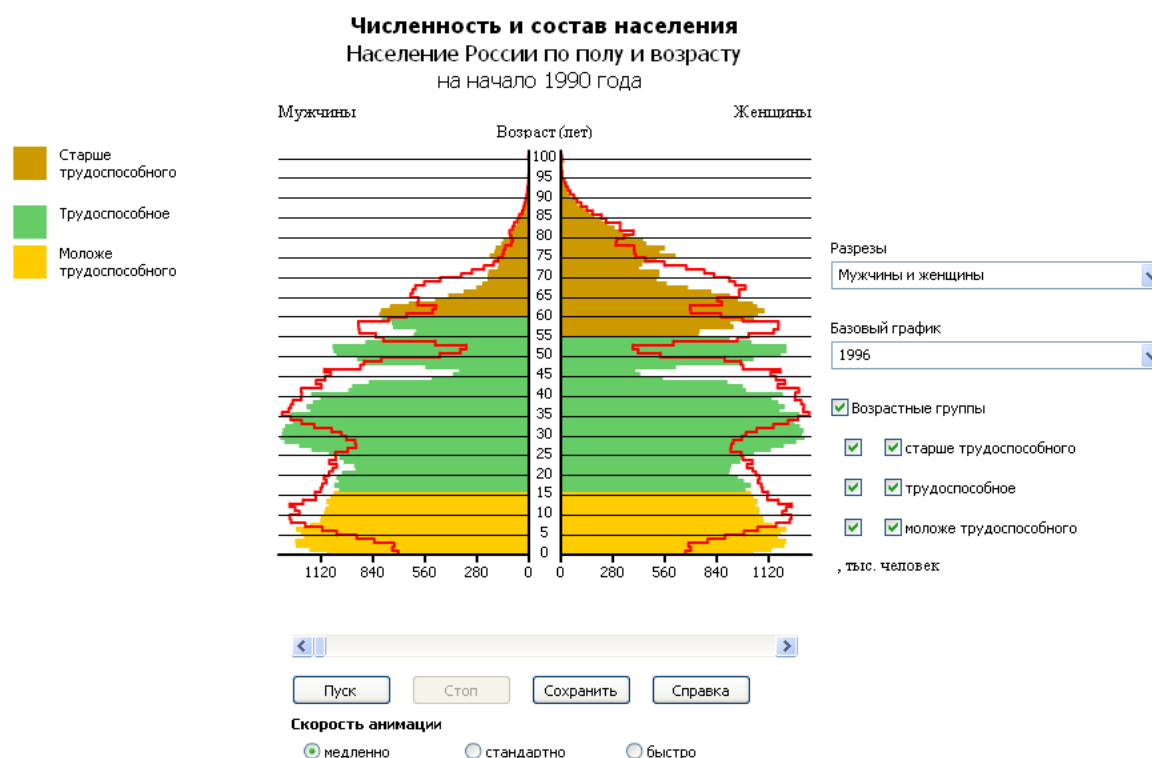 Численность и состав населения
Население России по полу и возрасту
на начало 1990 года
Мужчины
Женщины
Возраст (лет)
Старше
трудоспособного
Трудоспособное
Моложе
трудоспособного
100
95
90
85
80
75
70
65
60
55
50
45
40
35
30
25
20
15
10
5
0
1120 840 560 280 0 0 280 560 840 1120
Разрезы
Мужчины и женщины
Базовый график
1996
Возрастные группы
старше трудоспособного
трудоспособное
моложе трудоспособного
, тыс. человек
Пуск Стоп Сохранить Справка
Скорость анимации
медленно стандартно быстро